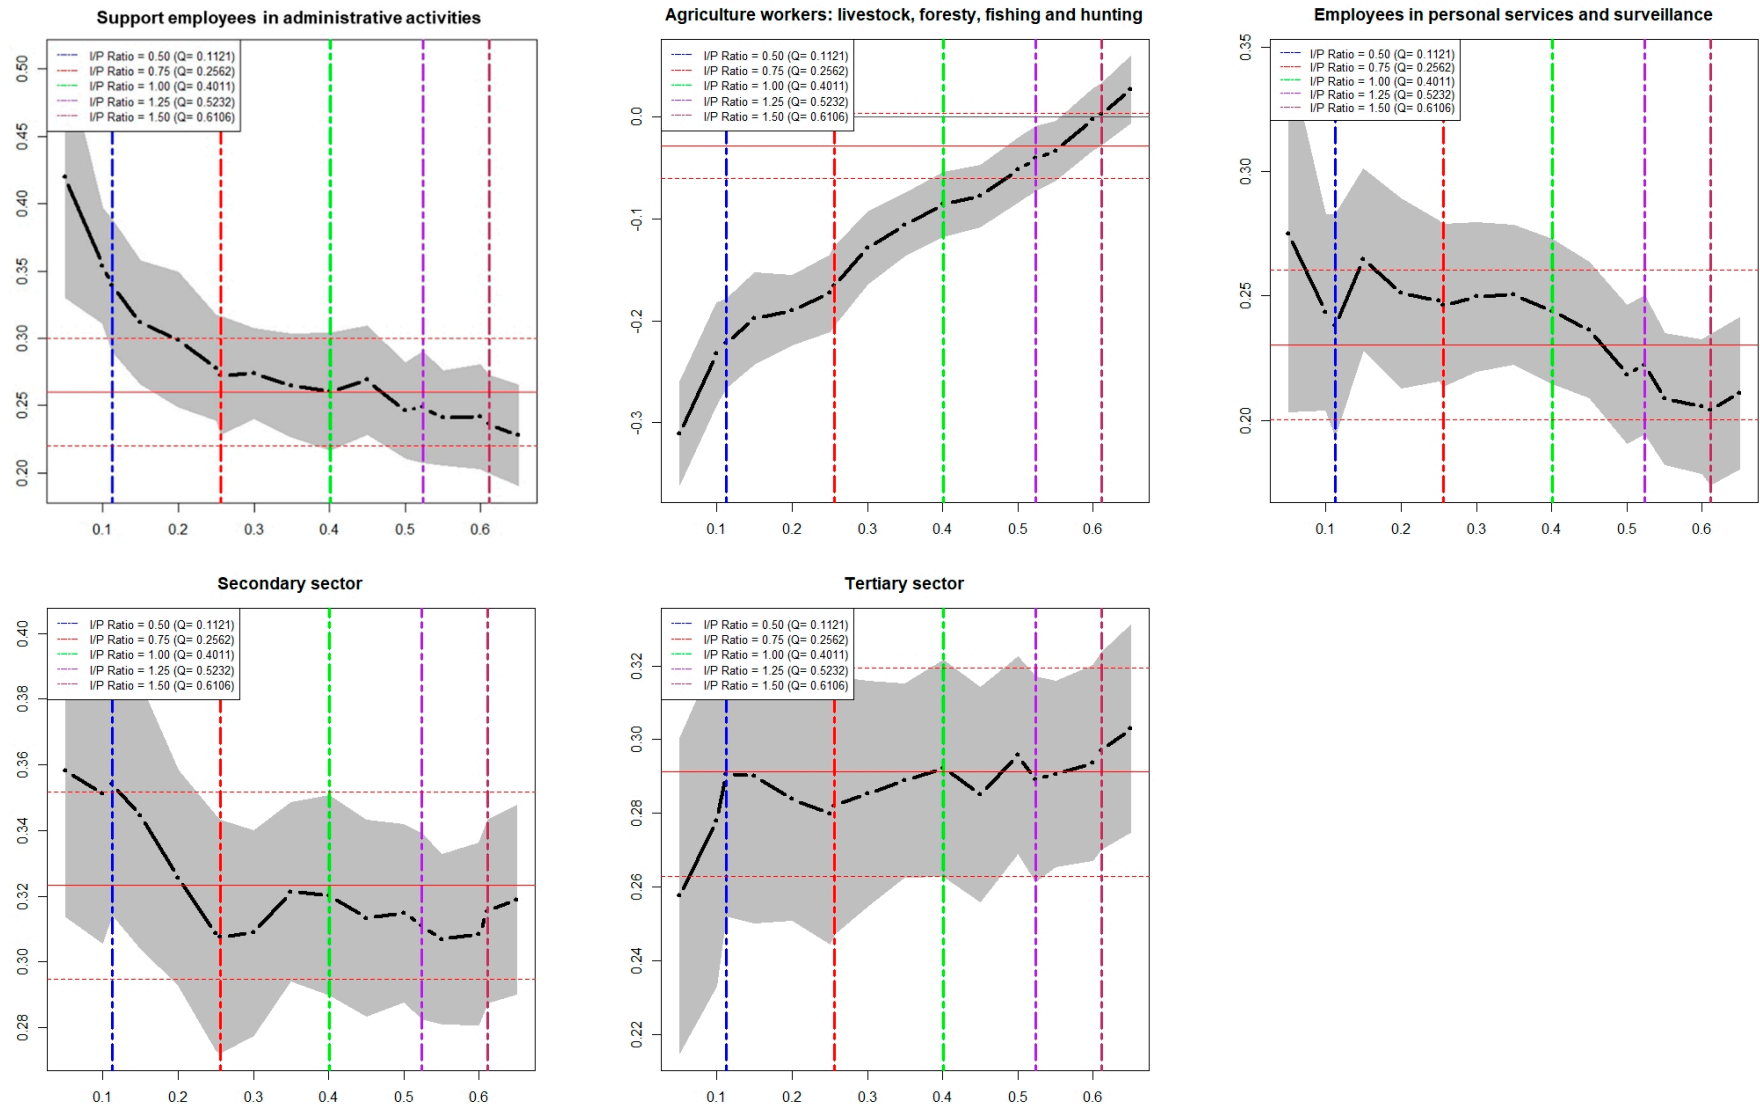 Support employees in administrative activities
I/P Ratio = 0.50 (Q= 0.1121)
I/P Ratio = 0.75 (Q= 0.2562)
I/P Ratio = 1.00 (Q= 0.4011)
I/P Ratio = 1.25 (Q= 0.5232)
I/P Ratio = 1.50 (Q= 0.6106)
0.50
0.45
0.40
0.35
0.30
0.25
0.20
0.1 0.2 0.3 0.4 0.5 0.6
Agriculture workers: livestock, foresty, fishing and hunting
I/P Ratio = 0.50 (Q= 0.1121)
I/P Ratio = 0.75 (Q= 0.2562)
I/P Ratio = 1.00 (Q= 0.4011)
I/P Ratio = 1.25 (Q= 0.5232)
I/P Ratio = 1.50 (Q= 0.6106)
0.0
-0.1
-0.2
-0.3
0.1 0.2 0.3 0.4 0.5 0.6
Employees in personal services and surveillance
I/P Ratio = 0.50 (Q= 0.1121)
I/P Ratio = 0.75 (Q= 0.2562)
I/P Ratio = 1.00 (Q= 0.4011)
I/P Ratio = 1.25 (Q= 0.5232)
I/P Ratio = 1.50 (Q= 0.6106)
0.35
0.30
0.25
0.20
0.1 0.2 0.3 0.4 0.5 0.6
Secondary sector
I/P Ratio = 0.50 (Q= 0.1121)
I/P Ratio = 0.75 (Q= 0.2562)
I/P Ratio = 1.00 (Q= 0.4011)
I/P Ratio = 1.25 (Q= 0.5232)
I/P Ratio = 1.50 (Q= 0.6106)
0.40
0.38
0.36
0.34
0.32
0.30
0.28
0.1 0.2 0.3 0.4 0.5 0.6
Tertiary sector
I/P Ratio = 0.50 (Q= 0.1121)
I/P Ratio = 0.75 (Q= 0.2562)
I/P Ratio = 1.00 (Q= 0.4011)
I/P Ratio = 1.25 (Q= 0.5232)
I/P Ratio = 1.50 (Q= 0.6106)
0.32
0.30
0.28
0.26
0.24
0.22
0.1 0.2 0.3 0.4 0.5 0.6